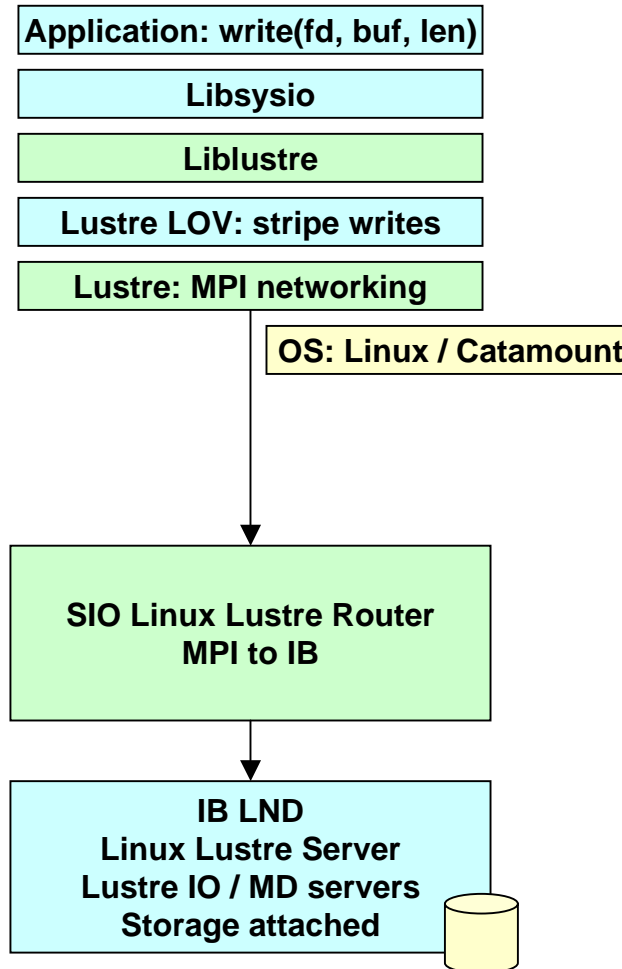 Application: write(fd, buf, len)
Libsysio
Liblustre
Lustre LOV: stripe writes
Lustre: MPI networking
OS: Linux / Catamount
SIO Linux Lustre Router
MPI to IB
IB LND
Linux Lustre Server
Lustre IO / MD servers
Storage attached